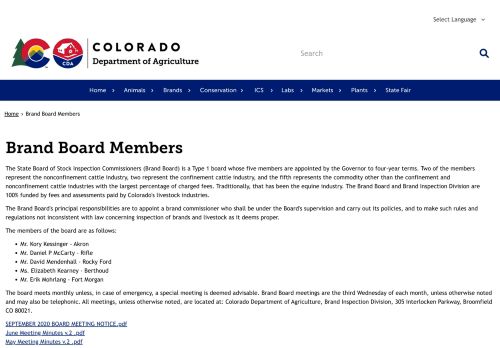 Select Language
CO
CDA
COLORADO
Department of Agriculture
Search
Home Animals Brands Conservation ICS Labs Markets Plants State Fair
Home > Brand Board Members
Brand Board Members
The State Board of Stock Inspection Commissioners (Brand Board) is a Type 1 board whose five members are appointed by the Governor to four-year terms. Two of the members
represent the nonconfinement cattle industry, two represent the confinement cattle industry, and the fifth represents the commodity other than the confinement and
nonconfinement cattle industries with the largest percentage of charged fees. Traditionally, that has been the equine industry. The Brand Board and Brand Inspection Division are
100% funded by fees and assessments paid by Colorado's livestock industries.
The Brand Board's principal responsibilities are to appoint a brand commissioner who shall be under the Board's supervision and carry out its policies, and to make such rules and
regulations not inconsistent with law concerning inspection of brands and livestock as it deems proper.
The members of the board are as follows:
• Mr. Kory Kessinger - Akron
• Mr. Daniel P McCarty - Rifle
• Mr. David Mendenhall - Rocky Ford
• Ms. Elizabeth Kearney - Berthoud
• Mr. Erik Mohrlang - Fort Morgan
The board meets monthly unless, in case of emergency, a special meeting is deemed advisable. Brand Board meetings are the third Wednesday of each month, unless otherwise noted
and may also be telephonic. All meetings, unless otherwise noted, are located at: Colorado Department of Agriculture, Brand Inspection Division, 305 Interlocken Parkway, Broomfield
CO 80021.
SEPTEMBER 2020 BOARD MEETING NOTICE.pdf
June Meeting Minutes v.2 .pdf
May Meeting Minutes v.2 .pdf